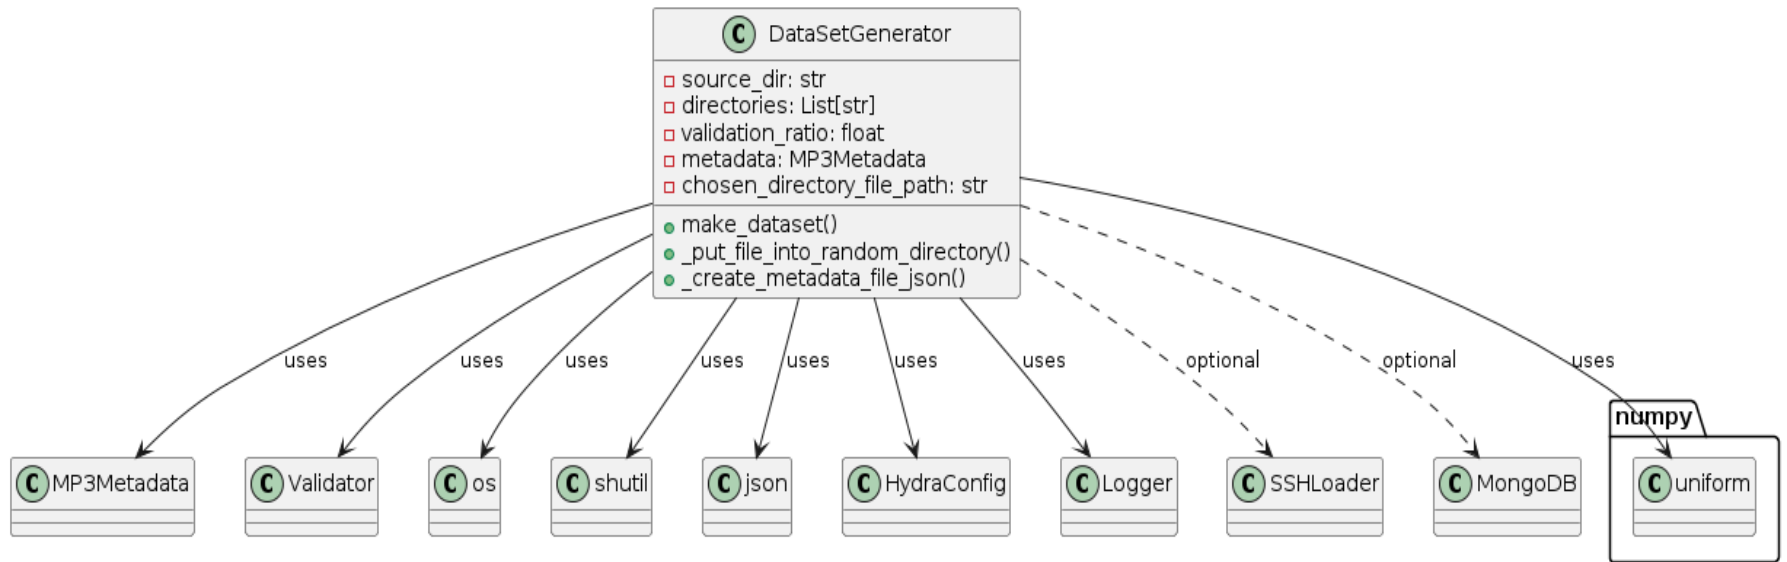 C DataSetGenerator
source_dir: str
directories: List[str]
validation_ratio: float
metadata: MP3Metadata
chosen_directory_file_path: str
make_dataset()
_put_file_into_random_directory()
_create_metadata_file_json()
uses
uses
uses
uses
uses
uses
uses
optional
optional
uses
numpy
C MP3Metadata
C Validator
C os
C shutil
C json
C HydraConfig
C Logger
C SSHLoader
C MongoDB
C uniform